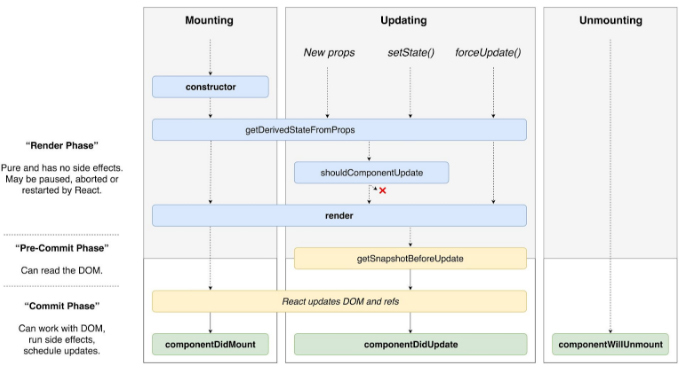 Mounting
Updating
Unmounting
New props
setState()
forceUpdate()
constructor
getDerivedStateFromProps
"Render Phase"
Pure and has no side effects.
May be paused, aborted or
restarted by React.
shouldComponentUpdate
render
"Pre-Commit Phase"
Can read the DOM.
getSnapshotBeforeUpdate
"Commit Phase"
Can work with DOM,
run side effects,
schedule updates.
React updates DOM and refs
componentDidMount
componentDidUpdate
componentWillUnmount